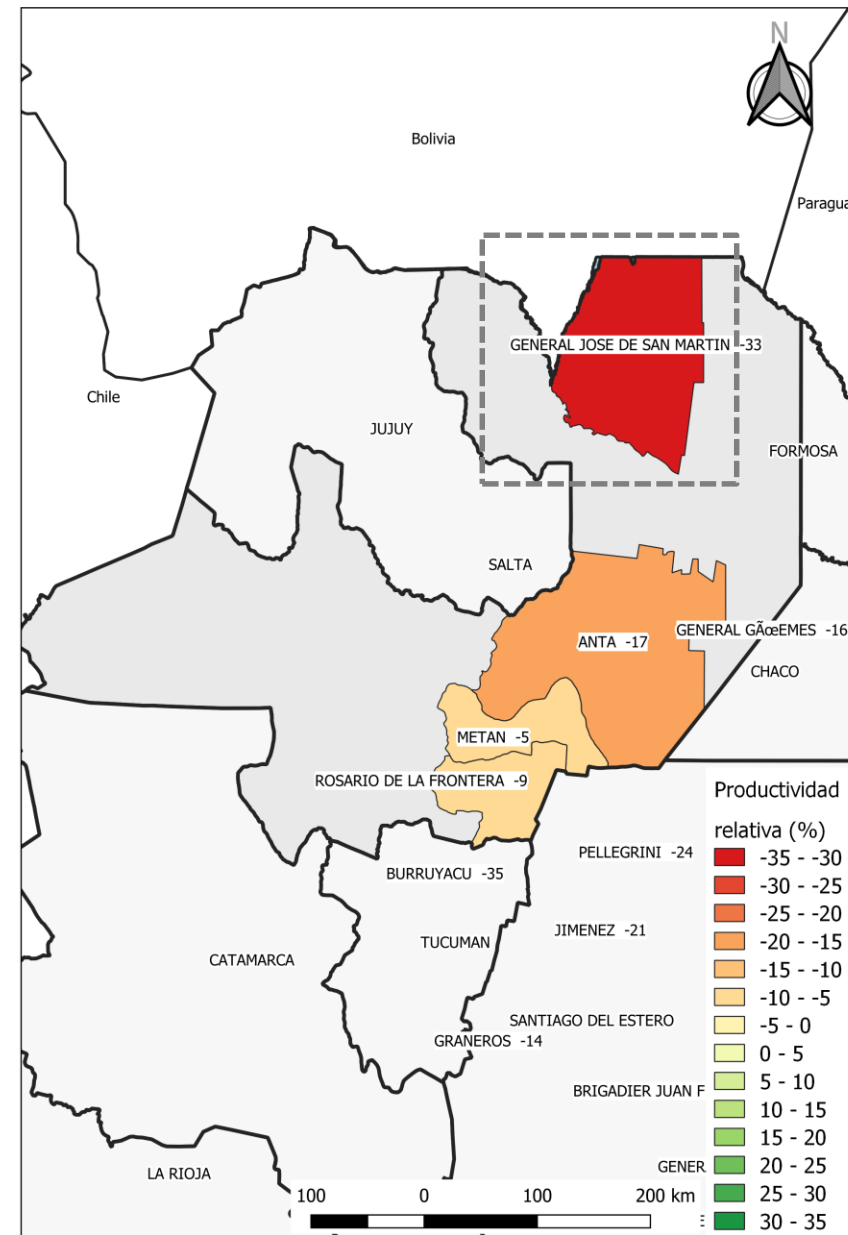 N
Bolivia
Paragua
GENERAL JOSE DE SAN MARTIN -33
Chile
JUJUY
FORMOSA
SALTA
ANTA -17
GENERAL GÃœEMES -16
CHACO
METAN -5
ROSARIO DE LA FRONTERA -9
PELLEGRINI -24
BURRUYACU -35
JIMENEZ -21
TUCUMAN
CATAMARCA
SANTIAGO DEL ESTERO
GRANEROS -14
BRIGADIER JUAN F
LA RIOJA
GENER
Productividad
relativa (%)
-35 - -30
-30 - -25
-25 - -20
-20 - -15
-15 - -10
-10 - -5
-5 - 0
0 - 5
5 - 10
10 - 15
15 - 20
20 - 25
25 - 30
30 - 35
100 0 100 200 km